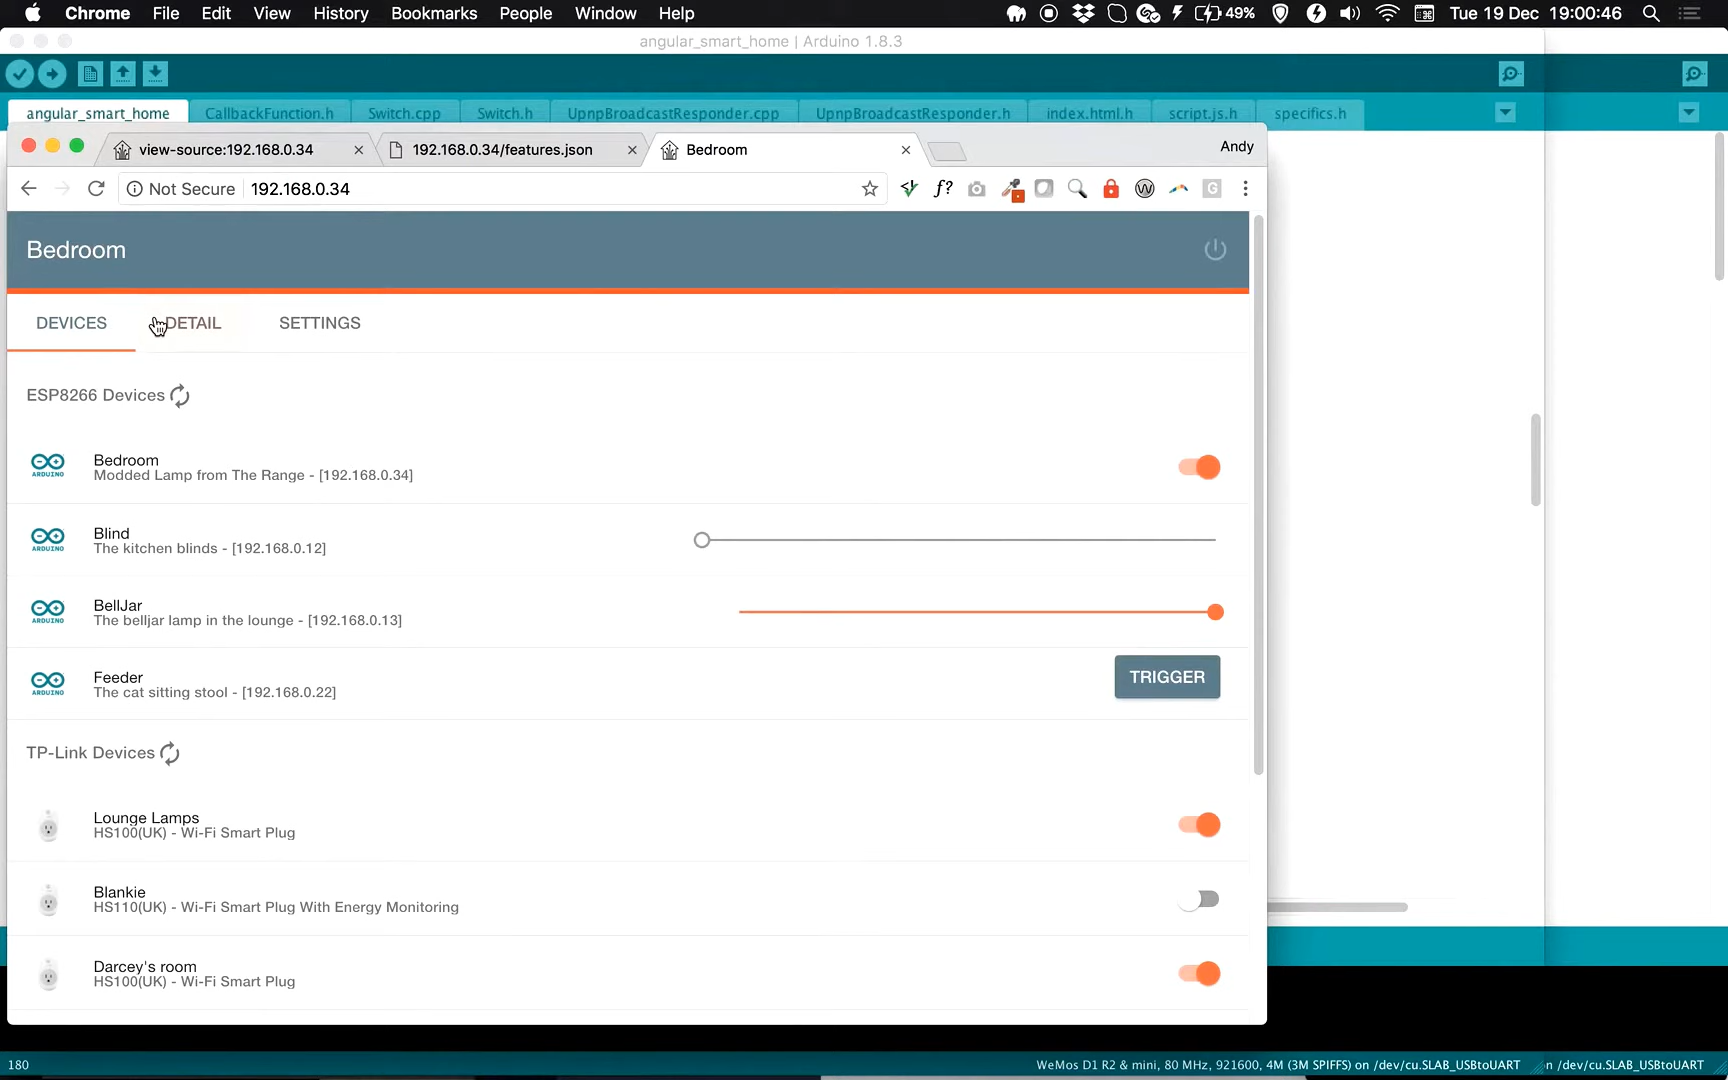 Chrome File Edit View History Bookmarks People Window Help 49% Tue 19 Dec 19:00:46
angular_smart_home | Arduino 1.8.3
angular_smart_home CallbackFunction.h Switch.cpp Switch.h UpnpBroadcastResponder.cpp UpnpBroadcastResponder.h index.html.h script.js.h specifics.h
view-source:192.168.0.34 192.168.0.34/features.json Bedroom Andy
Not Secure 192.168.0.34 f? W G
Bedroom
DEVICES DETAIL SETTINGS
ESP8266 Devices
Bedroom
ARDUINO Modded Lamp from The Range - [192.168.0.34]
Blind
ARDUINO The kitchen blinds - [192.168.0.12]
BellJar
ARDUINO The belljar lamp in the lounge - [192.168.0.13]
Feeder
ARDUINO The cat sitting stool - [192.168.0.22]
TRIGGER
TP-Link Devices
Lounge Lamps
HS100(UK) - Wi-Fi Smart Plug
Blankie
HS110(UK) - Wi-Fi Smart Plug With Energy Monitoring
Darcey's room
HS100(UK) - Wi-Fi Smart Plug
180 WeMos D1 R2 & mini, 80 MHz, 921600, 4M (3M SPIFFS) on /dev/cu.SLAB_USBtoUART on /dev/cu.SLAB_USBtoUART